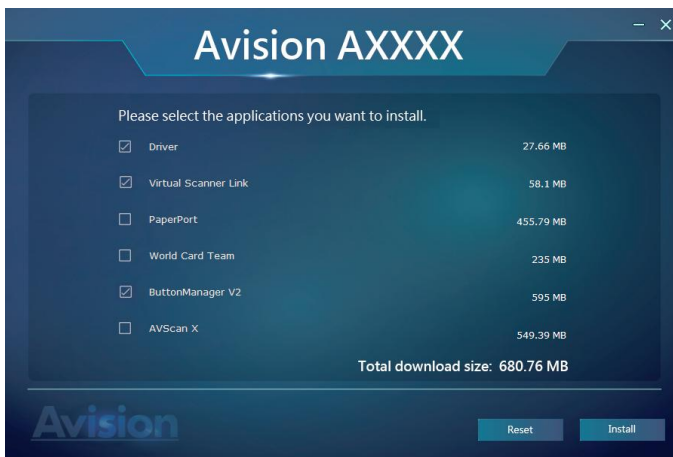 Avision AXXXX
Please select the applications you want to install.
Driver 27.66 MB
Virtual Scanner Link 58.1 MB
PaperPort 455.79 MB
World Card Team 235 MB
ButtonManager V2 595 MB
AVScan X 549.39 MB
Total download size: 680.76 MB
Avision Reset Install